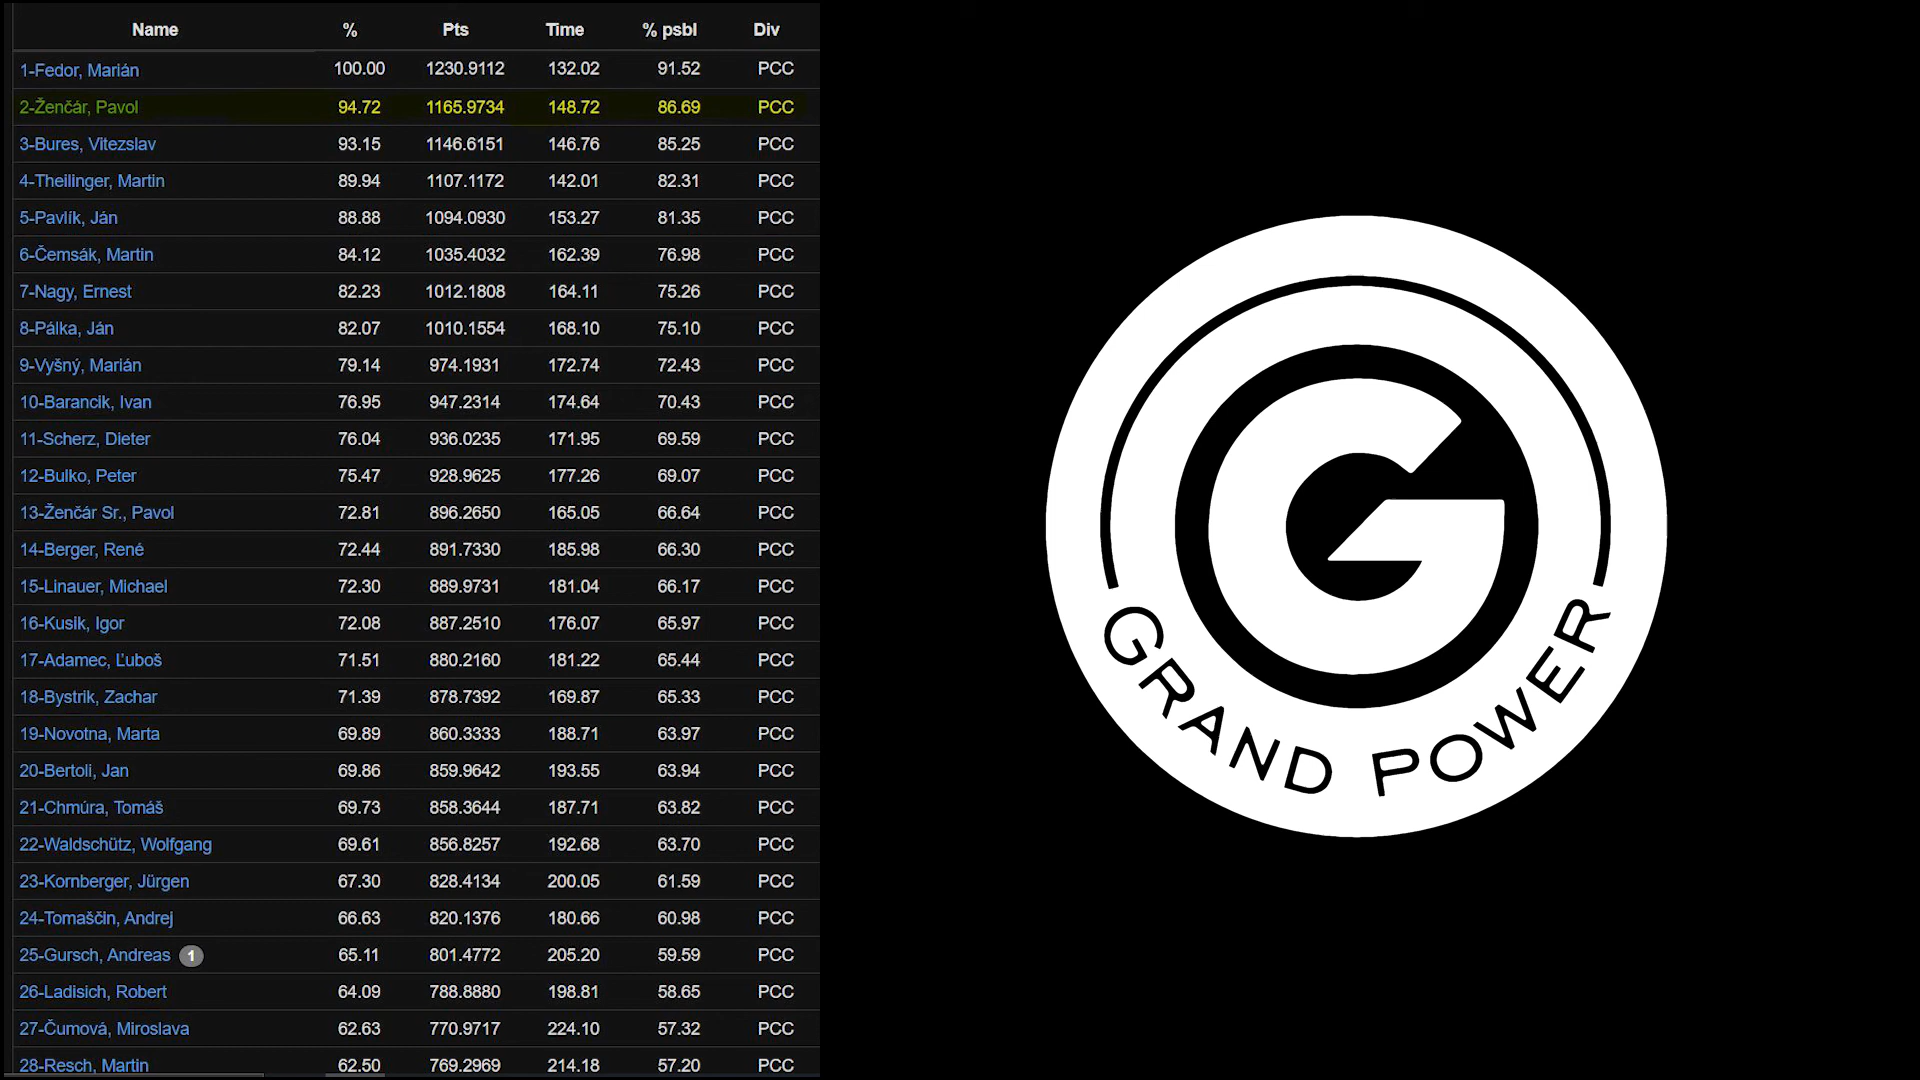 Name % Pts Time % psbl Div
1-Fedor, Marián 100.00 1230.9112 132.02 91.52 PCC
2-Ženčár, Pavol 94.72 1165.9734 148.72 86.69 PCC
3-Bures, Vitezslav 93.15 1146.6151 146.76 85.25 PCC
4-Theilinger, Martin 89.94 1107.1172 142.01 82.31 PCC
5-Pavlík, Ján 88.88 1094.0930 153.27 81.35 PCC
6-Čemsák, Martin 84.12 1035.4032 162.39 76.98 PCC
7-Nagy, Ernest 82.23 1012.1808 164.11 75.26 PCC
8-Pálka, Ján 82.07 1010.1554 168.10 75.10 PCC
9-Vyšný, Marián 79.14 974.1931 172.74 72.43 PCC
10-Barancik, Ivan 76.95 947.2314 174.64 70.43 PCC
11-Scherz, Dieter 76.04 936.0235 171.95 69.59 PCC
12-Bulko, Peter 75.47 928.9625 177.26 69.07 PCC
13-Ženčár Sr., Pavol 72.81 896.2650 165.05 66.64 PCC
14-Berger, René 72.44 891.7330 185.98 66.30 PCC
15-Linauer, Michael 72.30 889.9731 181.04 66.17 PCC
16-Kusik, Igor 72.08 887.2510 176.07 65.97 PCC
17-Adamec, Ľuboš 71.51 880.2160 181.22 65.44 PCC
18-Bystrik, Zachar 71.39 878.7392 169.87 65.33 PCC
19-Novotna, Marta 69.89 860.3333 188.71 63.97 PCC
20-Bertoli, Jan 69.86 859.9642 193.55 63.94 PCC
21-Chmúra, Tomáš 69.73 858.3644 187.71 63.82 PCC
22-Waldschütz, Wolfgang 69.61 856.8257 192.68 63.70 PCC
23-Kornberger, Jürgen 67.30 828.4134 200.05 61.59 PCC
24-Tomaščin, Andrej 66.63 820.1376 180.66 60.98 PCC
25-Gursch, Andreas 1 65.11 801.4772 205.20 59.59 PCC
26-Ladisich, Robert 64.09 788.8880 198.81 58.65 PCC
27-Čumová, Miroslava 62.63 770.9717 224.10 57.32 PCC
28-Resch, Martin 62.50 769.2969 214.18 57.20 PCC
G
GRAND POWER